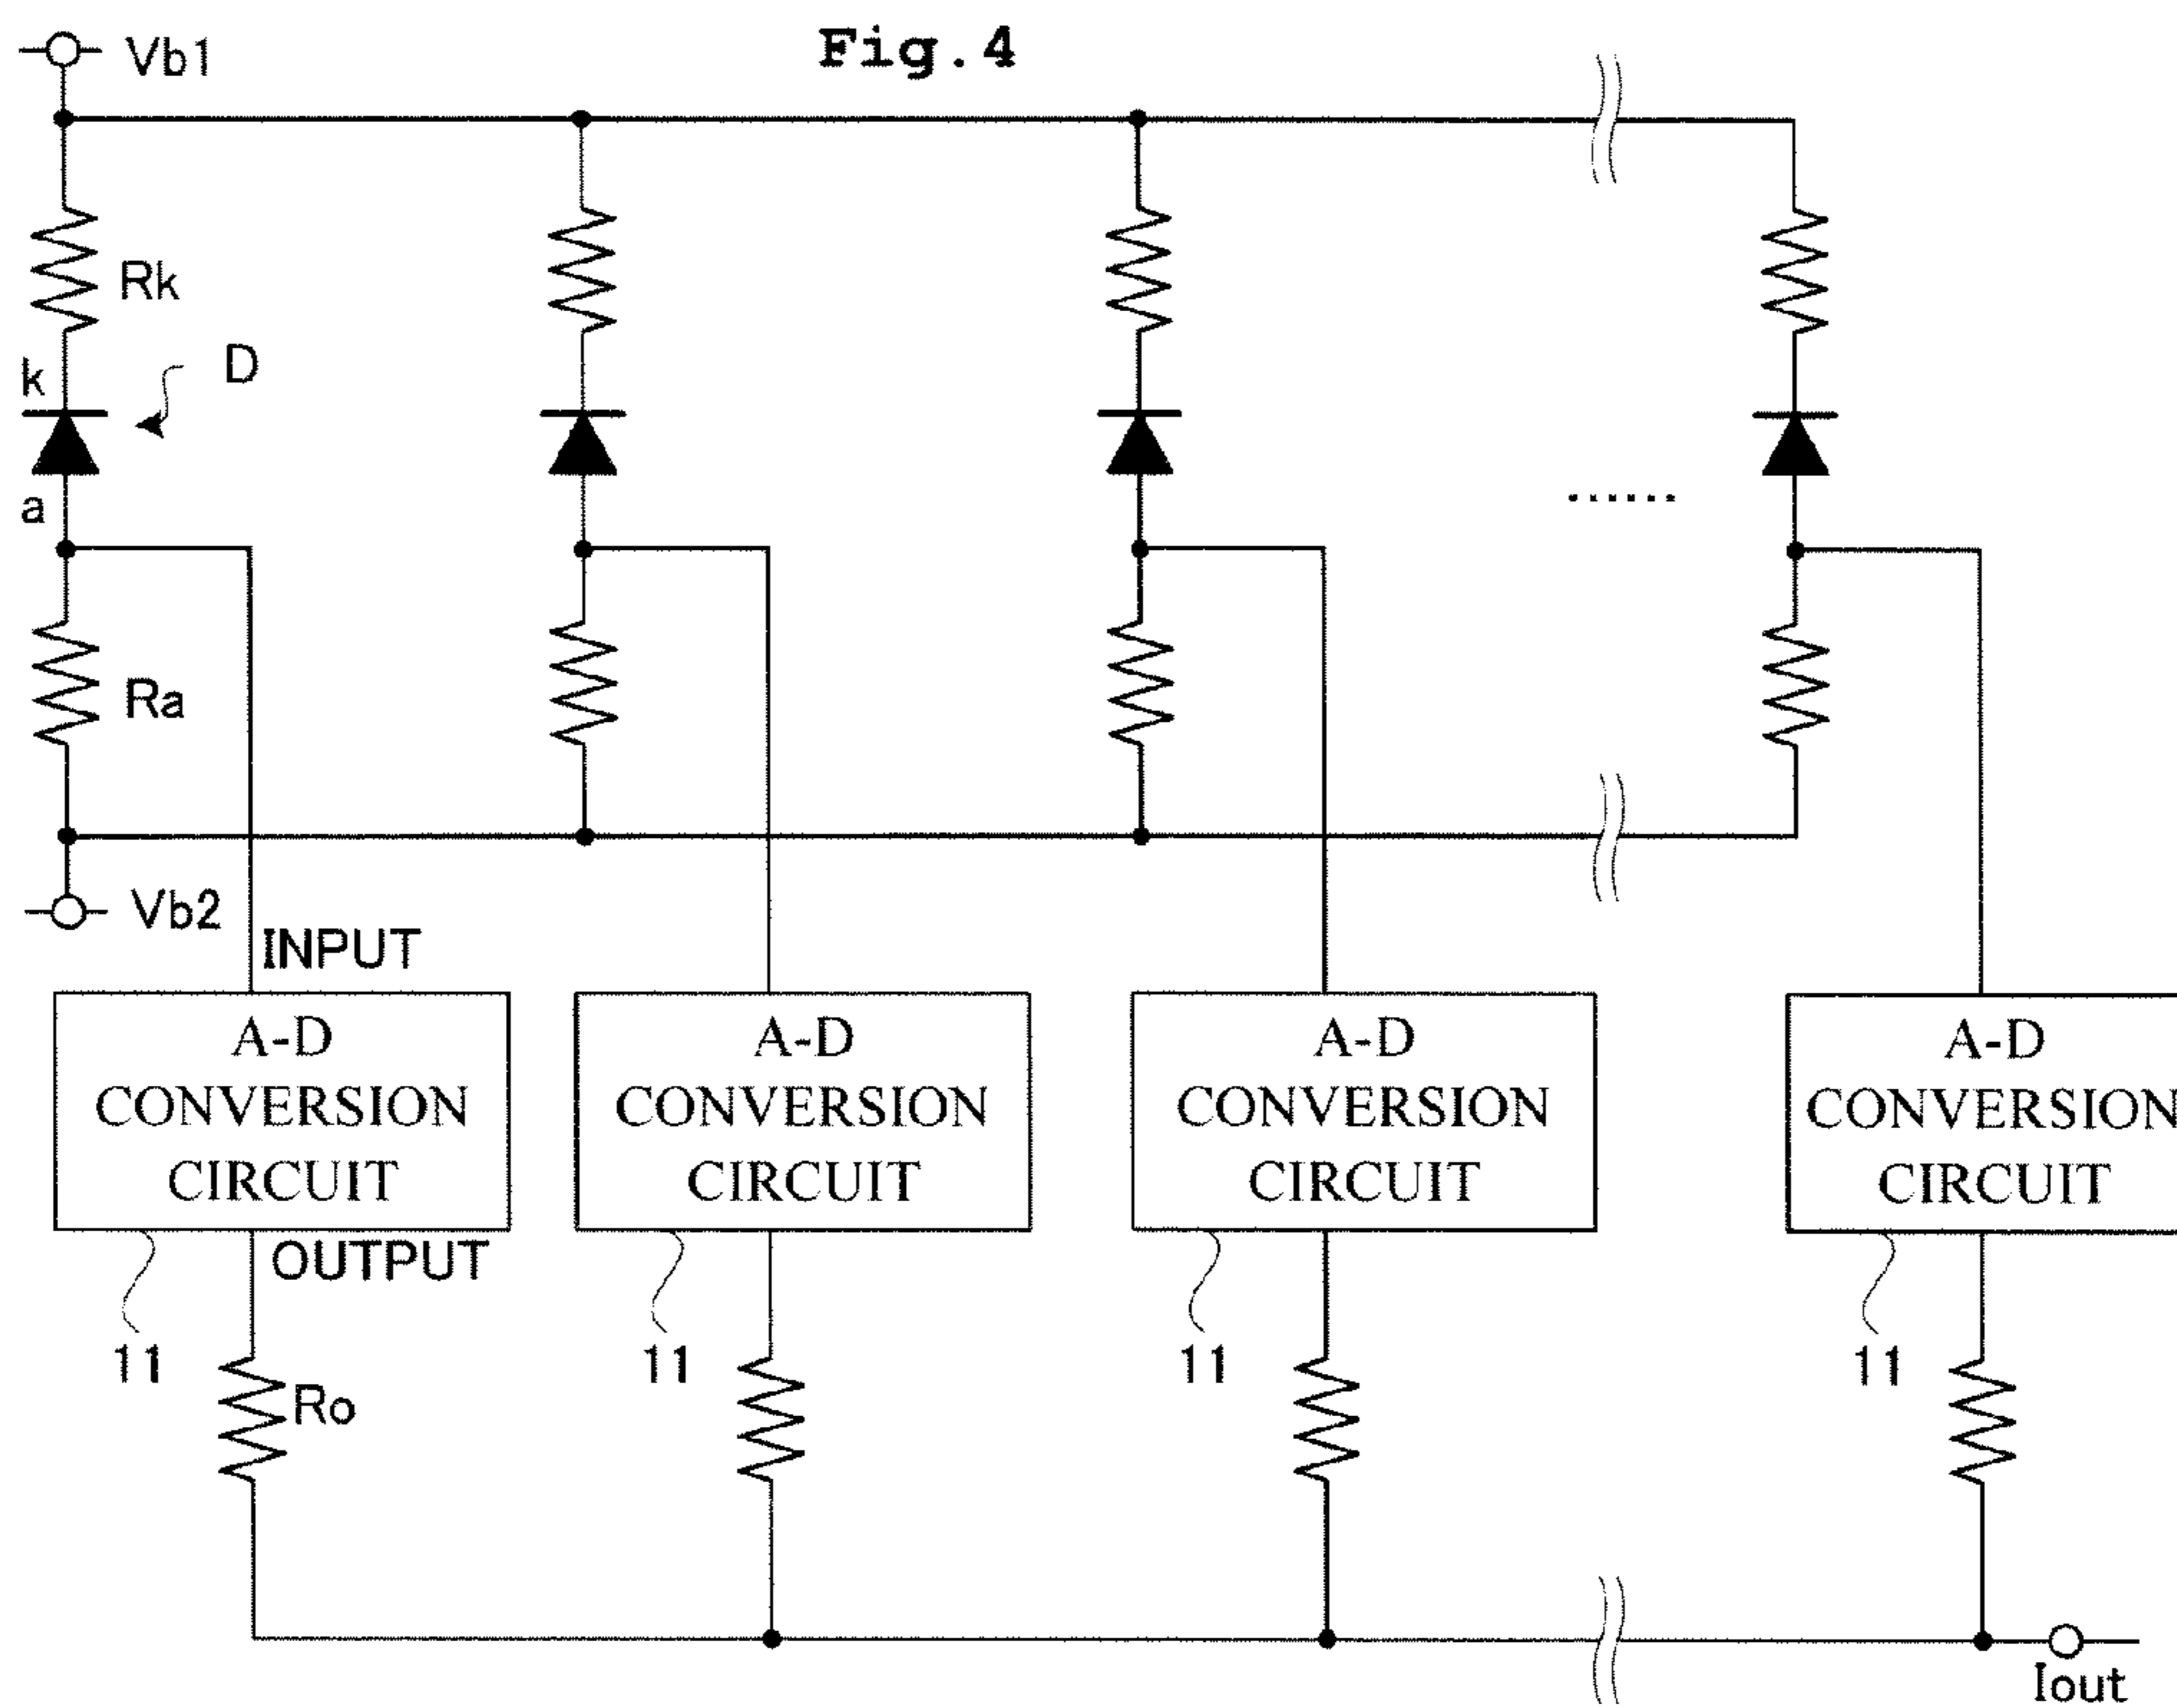 Fig.4
Vb1
Rk
k
D
a
......
Ra
Vb2
INPUT
A-D
CONVERSION
CIRCUIT
A-D
CONVERSION
CIRCUIT
A-D
CONVERSION
CIRCUIT
A-D
CONVERSION
CIRCUIT
OUTPUT
11
11
11
11
Ro
Iout